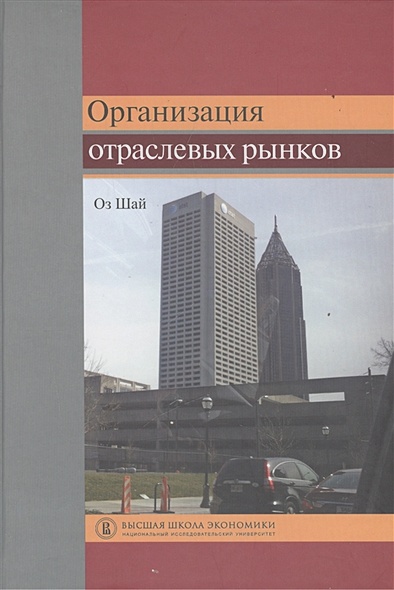 Организация
отраслевых рынков
Оз Шай
ВЫСШАЯ ШКОЛА ЭКОНОМИКИ
НАЦИОНАЛЬНЫЙ ИССЛЕДОВАТЕЛЬСКИЙ УНИВЕРСИТЕТ